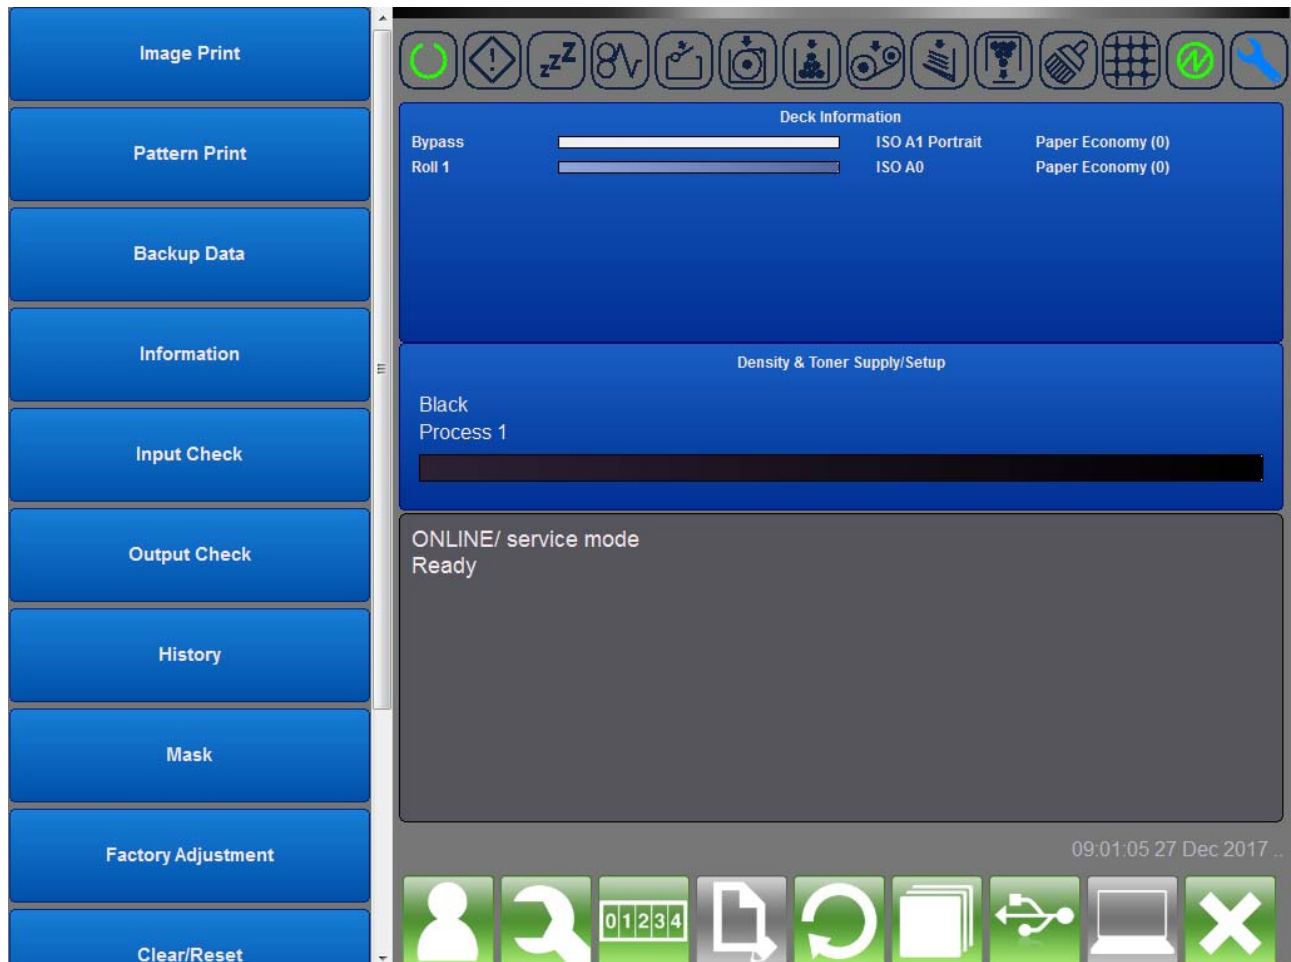 Image Print
Pattern Print
Backup Data
Information
Input Check
Output Check
History
Mask
Factory Adjustment
Clear/Reset
zzZ
Deck Information
Bypass ISO A1 Portrait Paper Economy (0)
Roll 1 ISO A0 Paper Economy (0)
Density & Toner Supply/Setup
Black
Process 1
ONLINE/ service mode
Ready
09:01:05 27 Dec 2017 ..
01234